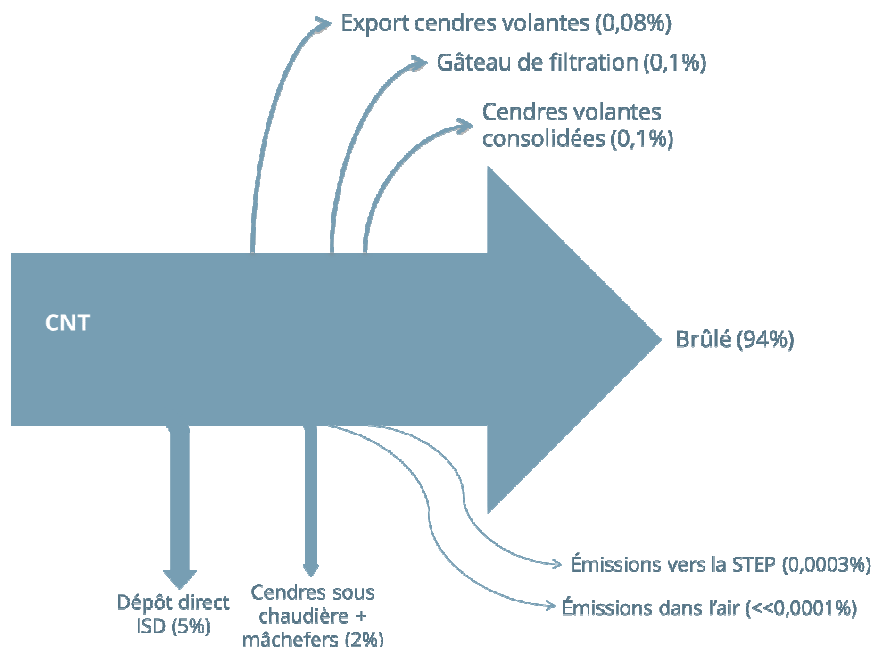 Export cendres volantes (0,08%)
Gâteau de filtration (0,1%)
Cendres volantes
consolidées (0,1%)
CNT
Brûlé (94%)
Émissions vers la STEP (0,0003%)
Émissions dans l'air (<<0,0001%)
Dépôt direct
ISD (5%)
Cendres sous
chaudière +
mâchefers (2%)